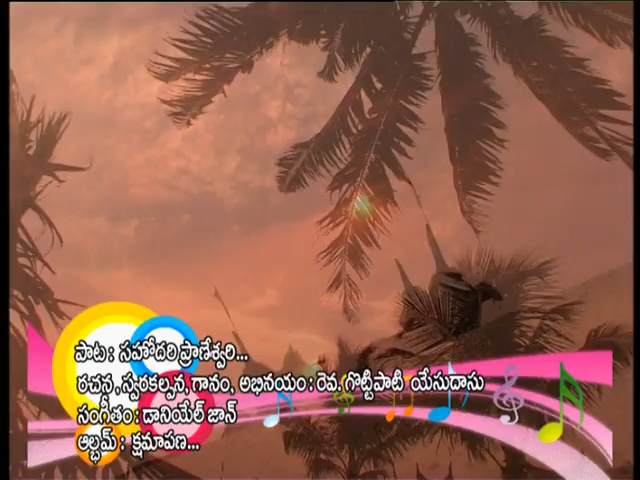 పాట : సహోదరి ప్రాణేశ్వరి...
రచన, స్వరకల్పన, గానం, అభినయం : రెవ. గొట్టిపాటి యేసుదాసు
సంగీతం : డానియేల్ జాన్
ఆల్బమ్ : క్షమాపణ...